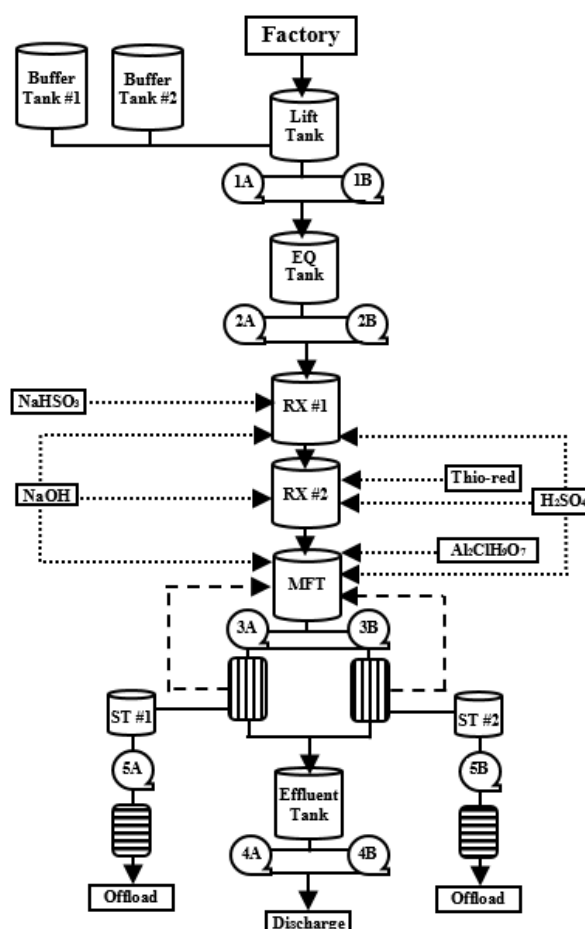 Factory
Buffer
Tank #1
Buffer
Tank #2
Lift
Tank
1A
1B
EQ
Tank
2A
2B
NaHSO₃
RX #1
NaOH
RX #2
Thio-red
H₂SO₄
Al₂ClH₉O₇
MFT
3A
3B
ST #1
ST #2
5A
5B
Effluent
Tank
4A
4B
Offload
Offload
Discharge